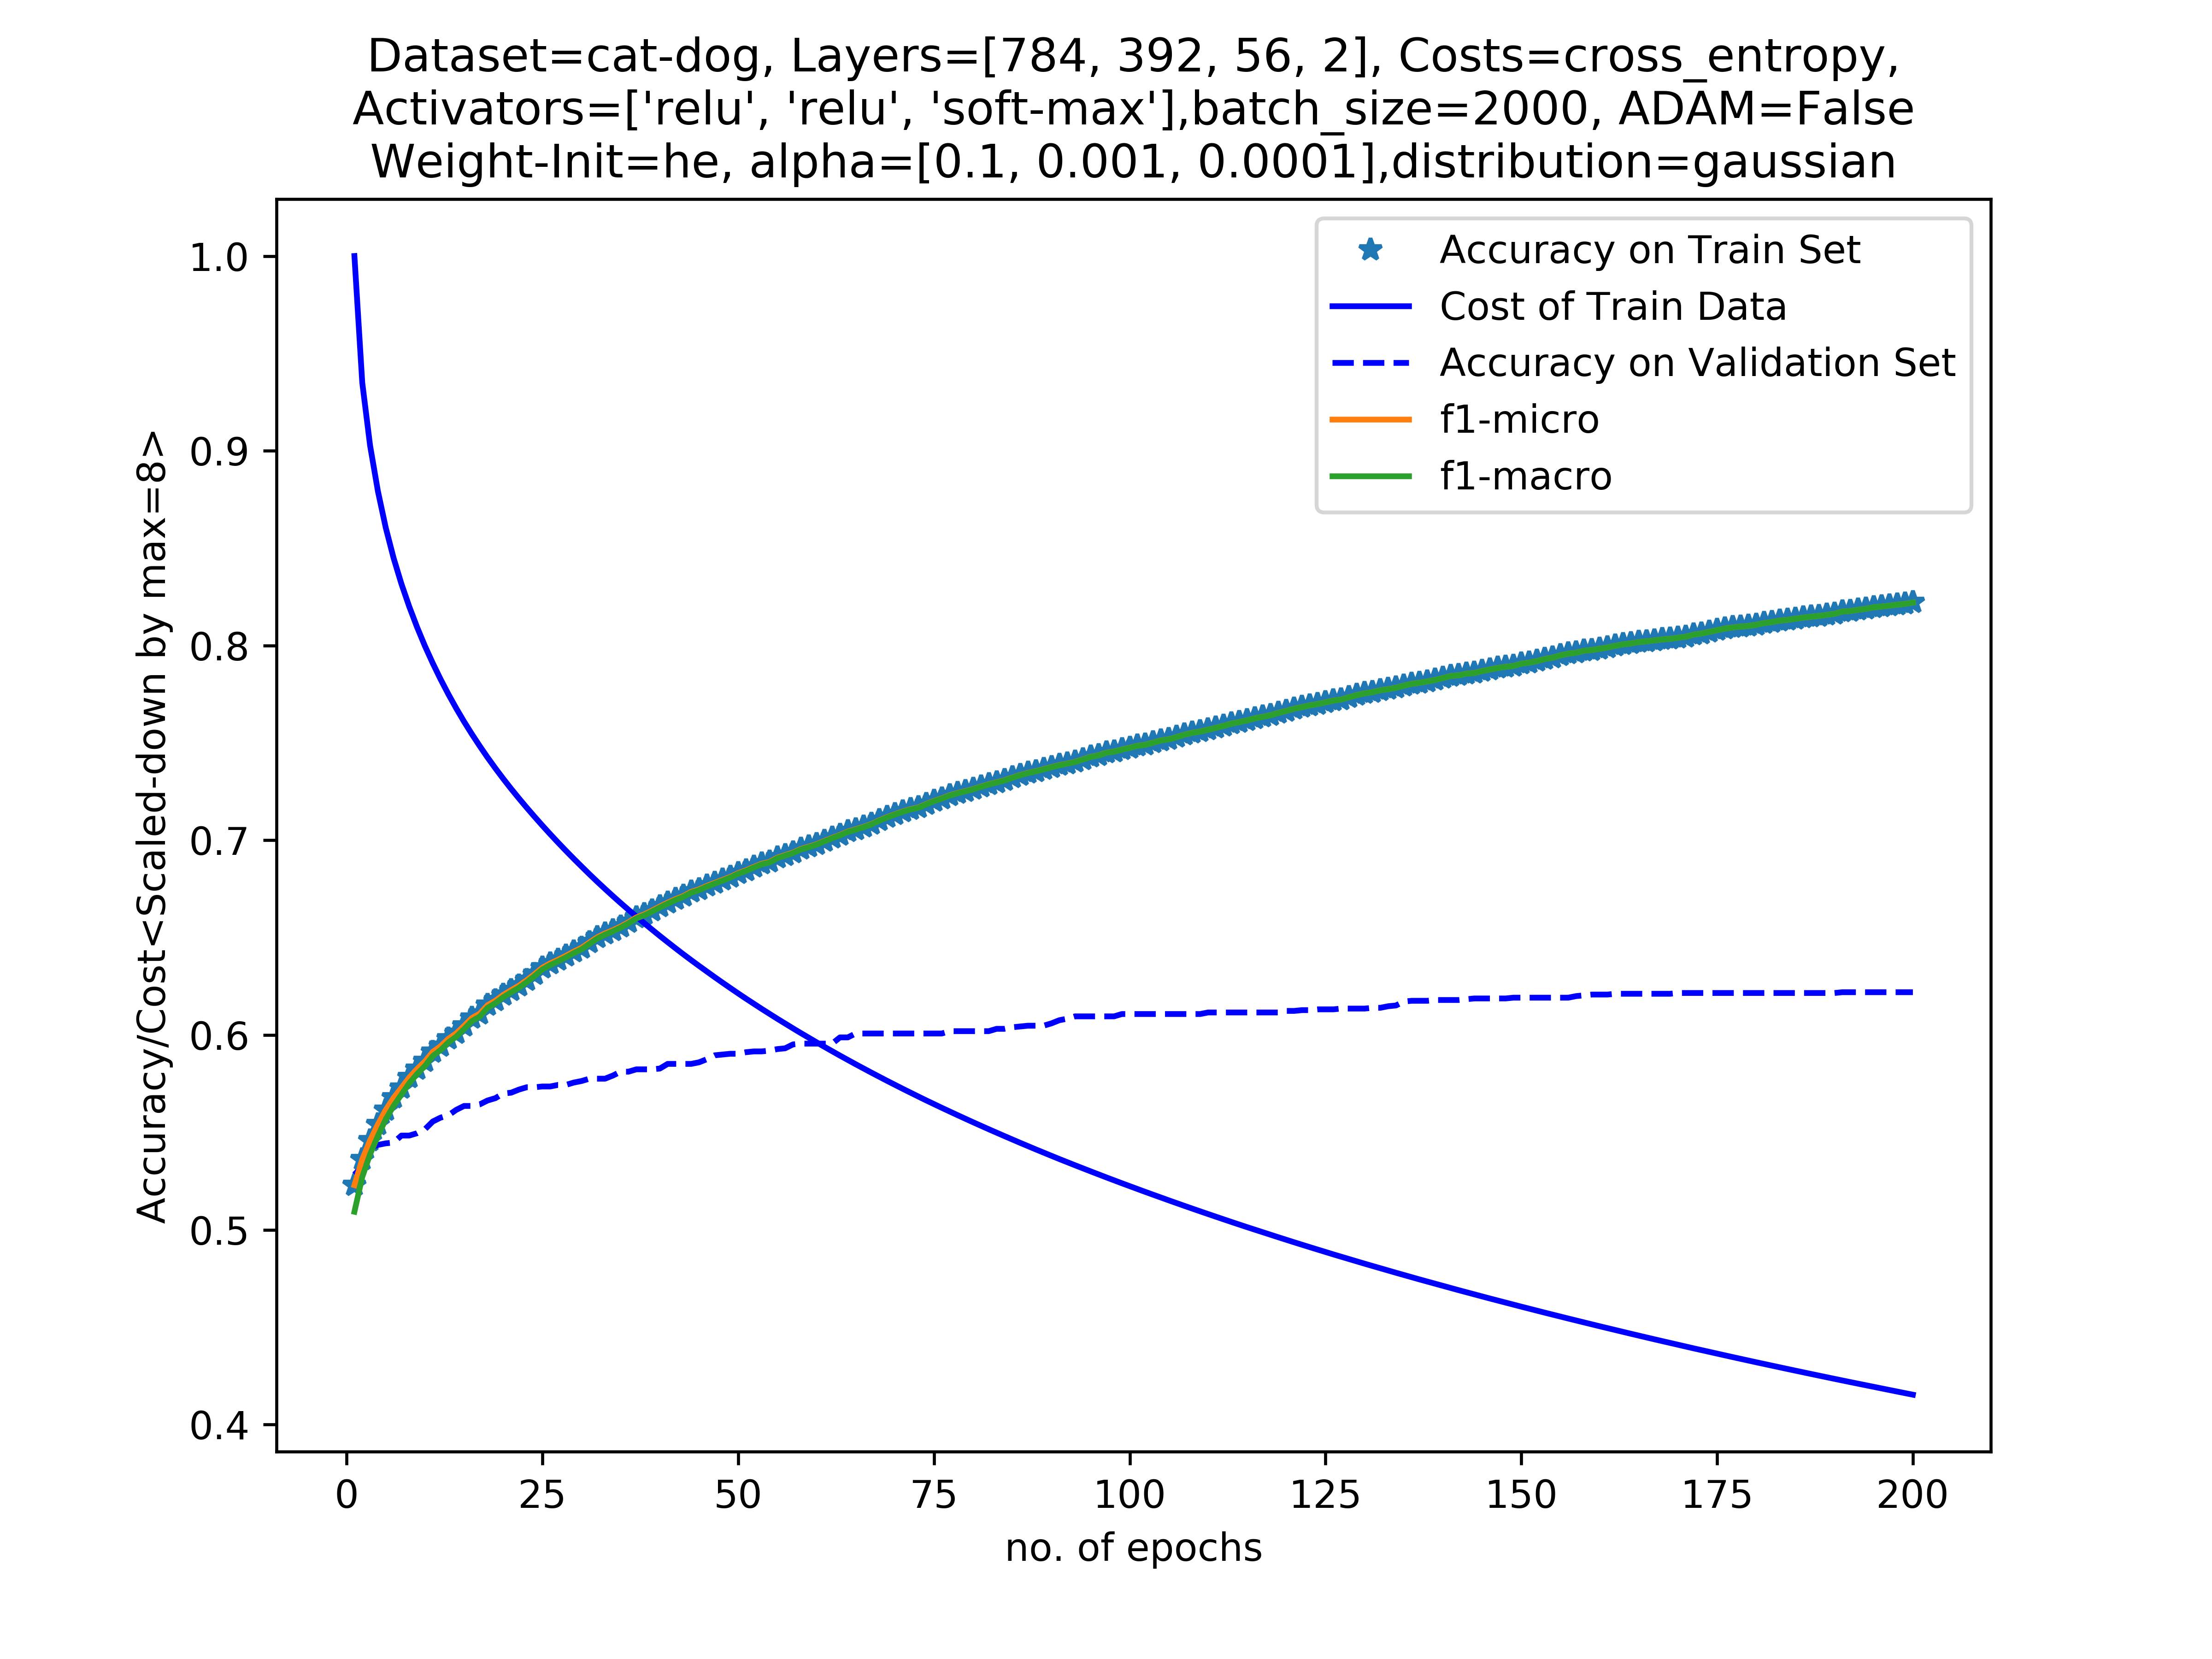 Dataset=cat-dog, Layers=[784, 392, 56, 2], Costs=cross_entropy,
Activators=['relu', 'relu', 'soft-max'],batch_size=2000, ADAM=False
Weight-Init=he, alpha=[0.1, 0.001, 0.0001],distribution=gaussian
Accuracy on Train Set
Cost of Train Data
Accuracy on Validation Set
f1-micro
f1-macro
Accuracy/Cost<Scaled-down by max=8>
1.0
0.9
0.8
0.7
0.6
0.5
0.4
0 25 50 75 100 125 150 175 200
no. of epochs